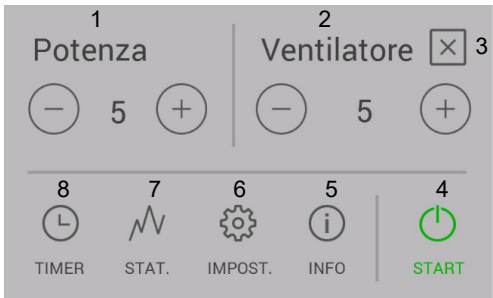 1 2
Potenza Ventilatore 3
5 5
8 7 6 5 4
TIMER STAT. IMPOST. INFO START